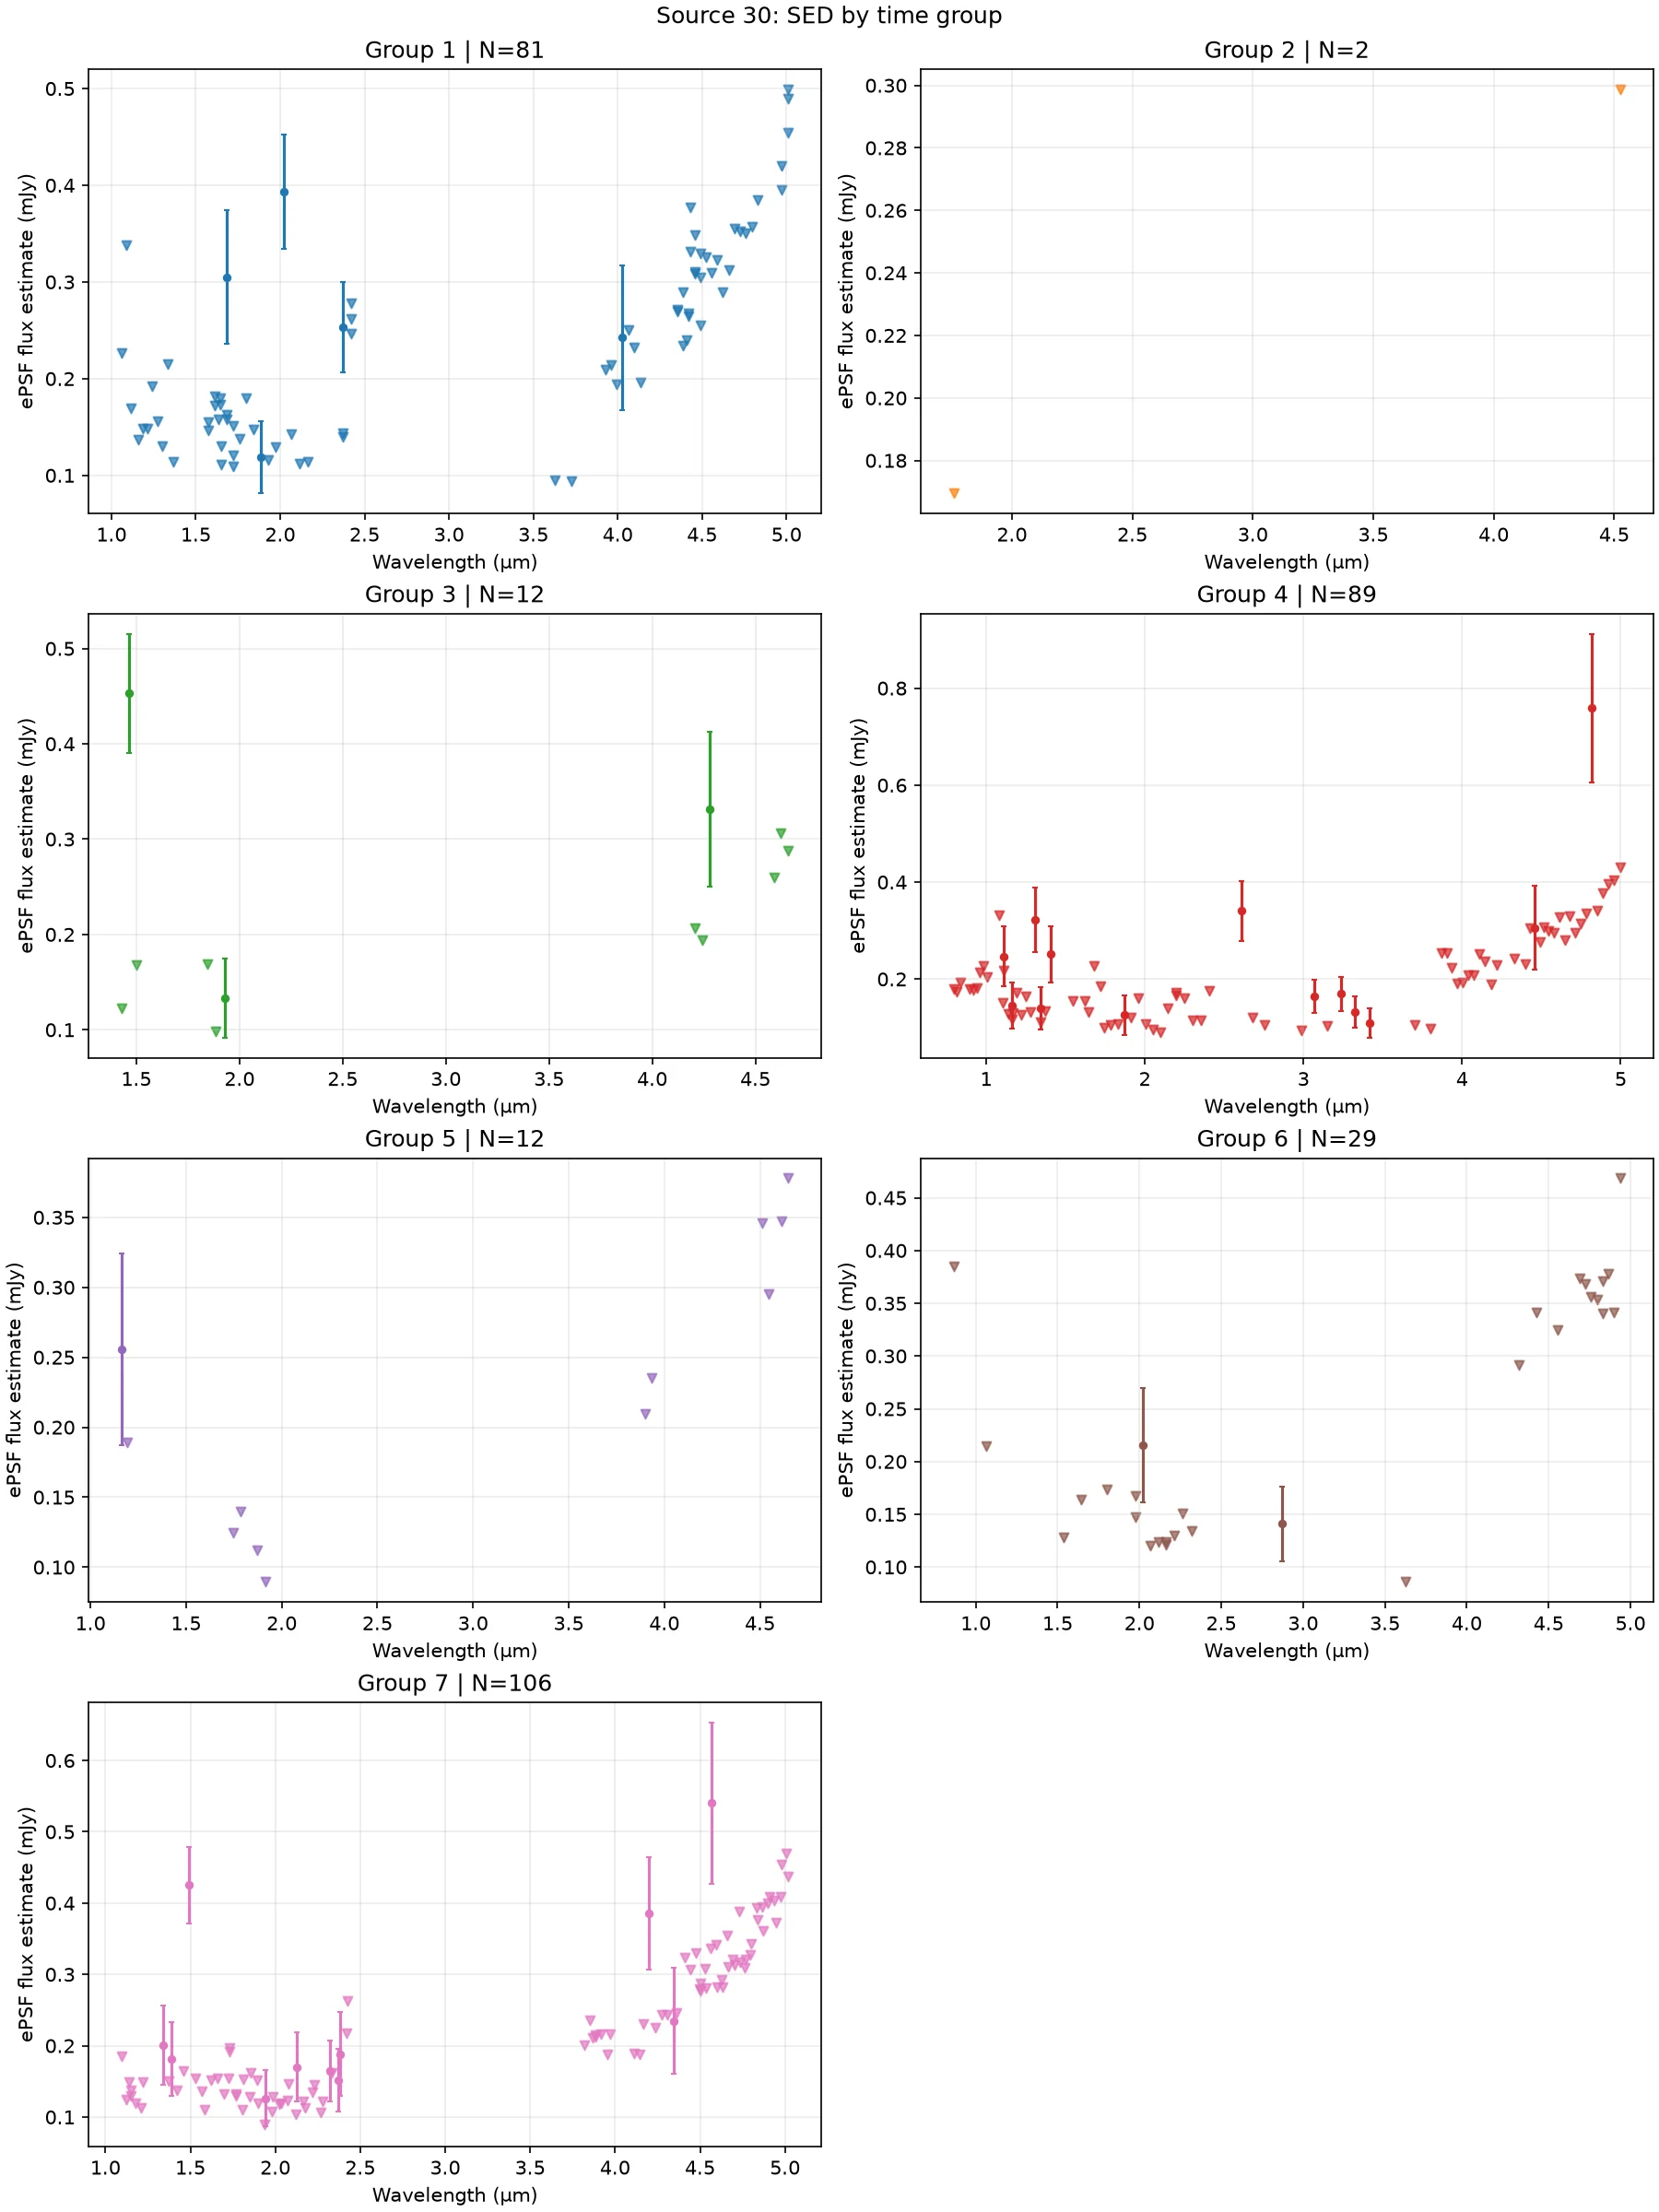 Source 30: SED by time group
Group 1 | N=81
ePSF flux estimate (mJy)
0.5
0.4
0.3
0.2
0.1
1.0 1.5 2.0 2.5 3.0 3.5 4.0 4.5 5.0
Wavelength (μm)
Group 2 | N=2
ePSF flux estimate (mJy)
0.30
0.28
0.26
0.24
0.22
0.20
0.18
2.0 2.5 3.0 3.5 4.0 4.5
Wavelength (μm)
Group 3 | N=12
ePSF flux estimate (mJy)
0.5
0.4
0.3
0.2
0.1
1.5 2.0 2.5 3.0 3.5 4.0 4.5
Wavelength (μm)
Group 4 | N=89
ePSF flux estimate (mJy)
0.8
0.6
0.4
0.2
1 2 3 4 5
Wavelength (μm)
Group 5 | N=12
ePSF flux estimate (mJy)
0.35
0.30
0.25
0.20
0.15
0.10
1.0 1.5 2.0 2.5 3.0 3.5 4.0 4.5
Wavelength (μm)
Group 6 | N=29
ePSF flux estimate (mJy)
0.45
0.40
0.35
0.30
0.25
0.20
0.15
0.10
1.0 1.5 2.0 2.5 3.0 3.5 4.0 4.5 5.0
Wavelength (μm)
Group 7 | N=106
ePSF flux estimate (mJy)
0.6
0.5
0.4
0.3
0.2
0.1
1.0 1.5 2.0 2.5 3.0 3.5 4.0 4.5 5.0
Wavelength (μm)